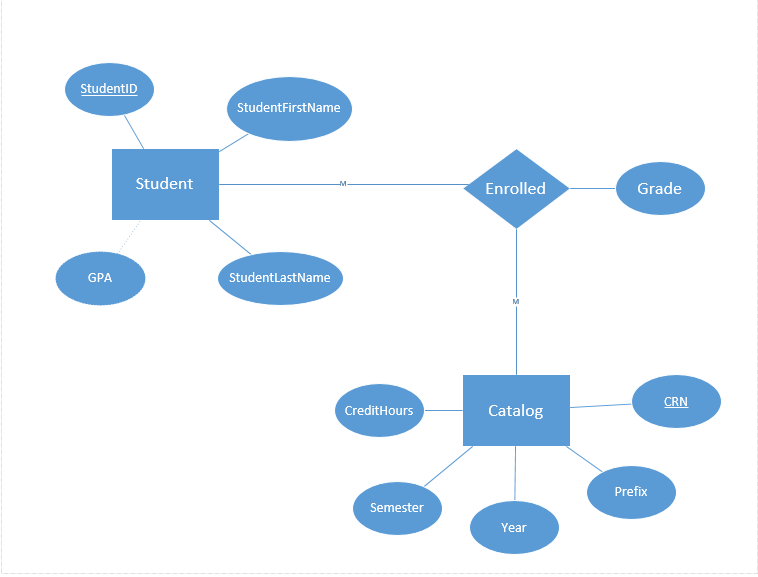 StudentID
StudentFirstName
Student
M
Enrolled
Grade
GPA
StudentLastName
M
CreditHours
Catalog
CRN
Semester
Year
Prefix